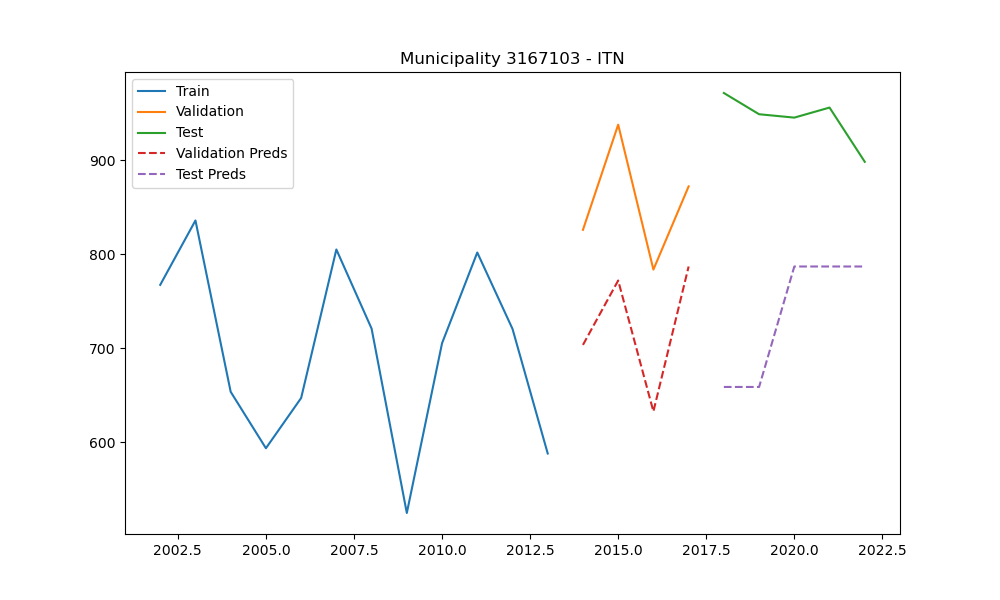 Municipality 3167103 - ITN
Train
Validation
Test
Validation Preds
Test Preds
900
800
700
600
2002.5 2005.0 2007.5 2010.0 2012.5 2015.0 2017.5 2020.0 2022.5